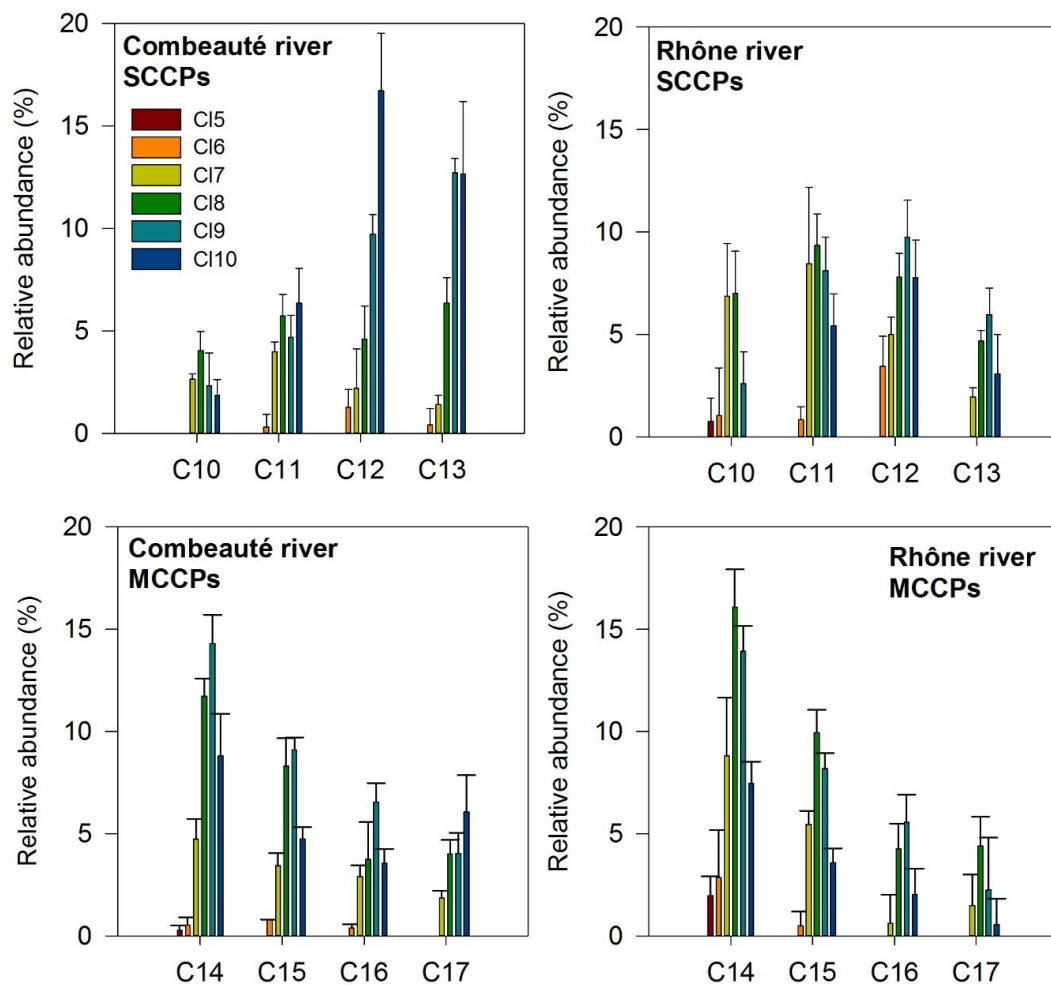 Combeauté river
SCCPs
Relative abundance (%)
20
15
10
5
0
Cl5
Cl6
Cl7
Cl8
Cl9
Cl10
C10 C11 C12 C13
Rhône river
SCCPs
Relative abundance (%)
20
15
10
5
0
C10 C11 C12 C13
Combeauté river
MCCPs
Relative abundance (%)
20
15
10
5
0
C14 C15 C16 C17
Rhône river
MCCPs
Relative abundance (%)
20
15
10
5
0
C14 C15 C16 C17